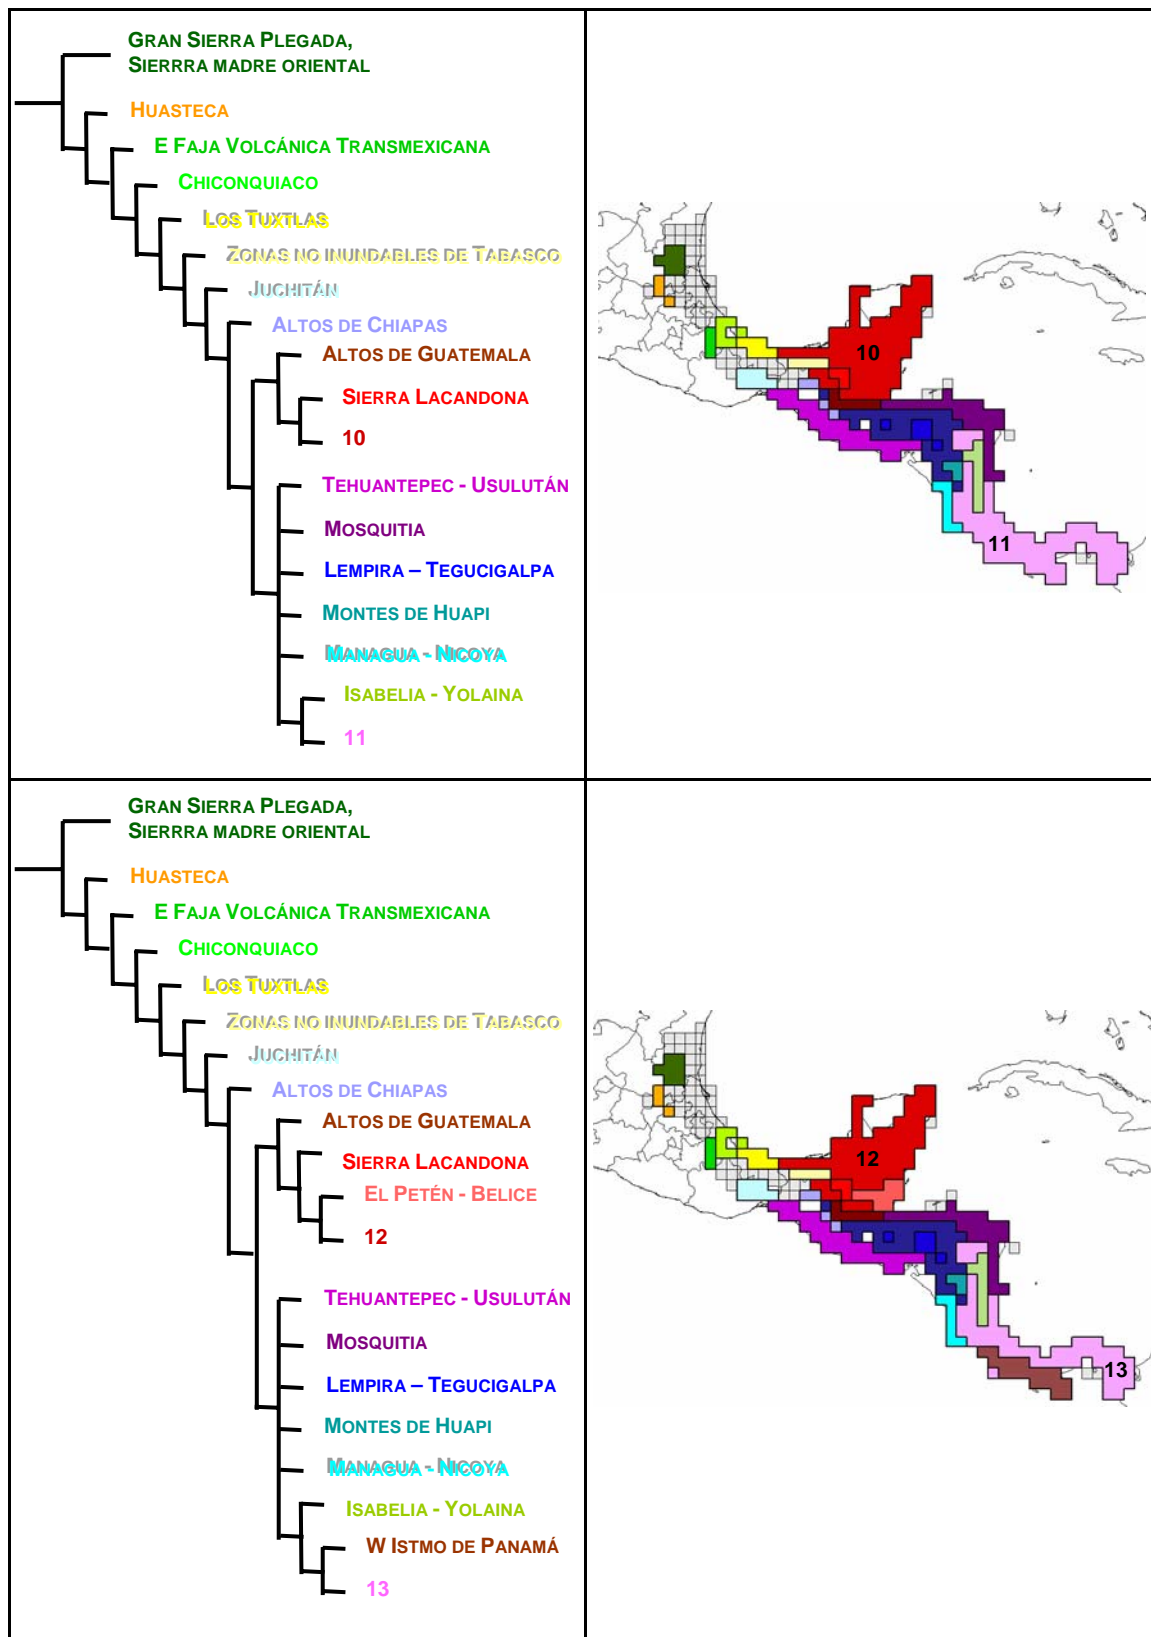 GRAN SIERRA PLEGADA,
SIERRRA MADRE ORIENTAL
HUASTECA
E FAJA VOLCÁNICA TRANSMEXICANA
CHICONQUIACO
LOS TUXTLAS
ZONAS NO INUNDABLES DE TABASCO
JUCHITÁN
ALTOS DE CHIAPAS
ALTOS DE GUATEMALA
SIERRA LACANDONA
10
TEHUANTEPEC - USULUTÁN
MOSQUITIA
LEMPIRA – TEGUCIGALPA
MONTES DE HUAPI
MANAGUA - NICOYA
ISABELIA - YOLAINA
11
10
11
GRAN SIERRA PLEGADA,
SIERRRA MADRE ORIENTAL
HUASTECA
E FAJA VOLCÁNICA TRANSMEXICANA
CHICONQUIACO
LOS TUXTLAS
ZONAS NO INUNDABLES DE TABASCO
JUCHITÁN
ALTOS DE CHIAPAS
ALTOS DE GUATEMALA
SIERRA LACANDONA
EL PETÉN - BELICE
12
TEHUANTEPEC - USULUTÁN
MOSQUITIA
LEMPIRA – TEGUCIGALPA
MONTES DE HUAPI
MANAGUA - NICOYA
ISABELIA - YOLAINA
W ISTMO DE PANAMÁ
13
12
13